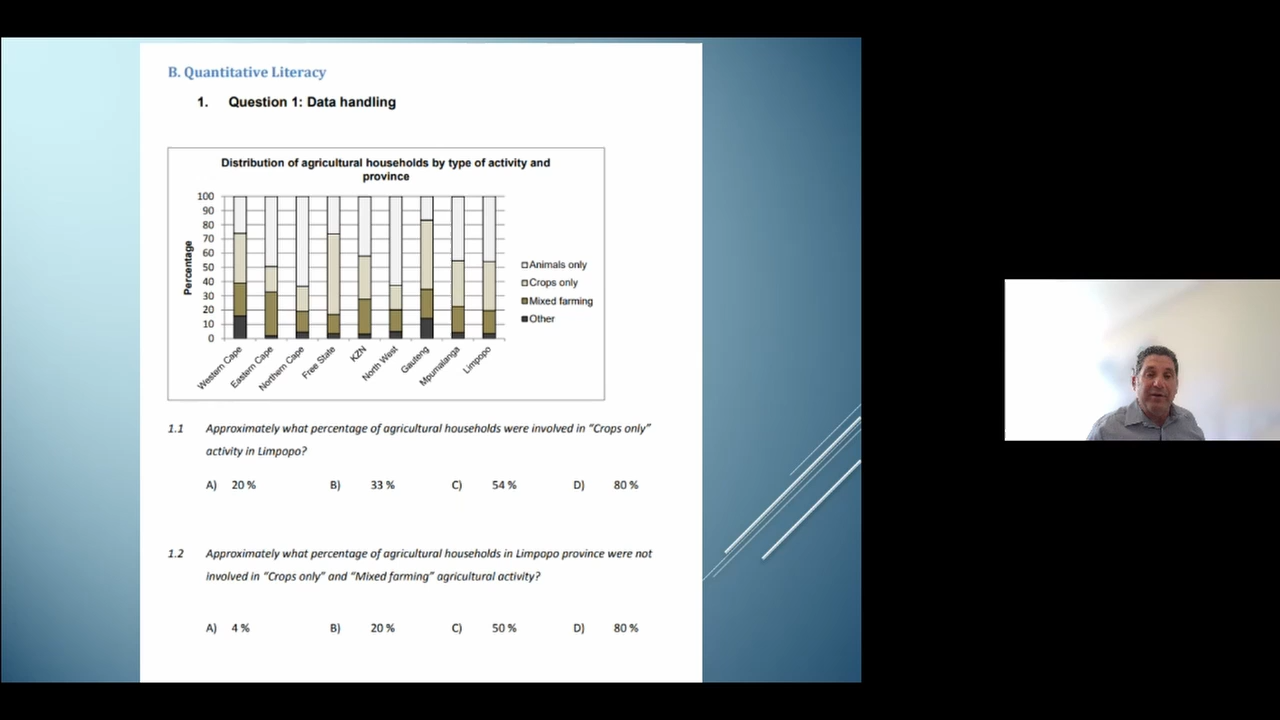 B. Quantitative Literacy
1. Question 1: Data handling
Distribution of agricultural households by type of activity and
province
100
90
80
70
60
50
40
30
20
10
0
Percentage
Western Cape
Eastern Cape
Northern Cape
Free State
KZN
North West
Gauteng
Mpumalanga
Limpopo
Animals only
Crops only
Mixed farming
Other
1.1 Approximately what percentage of agricultural households were involved in “Crops only”
activity in Limpopo?
A) 20 % B) 33 % C) 54 % D) 80 %
1.2 Approximately what percentage of agricultural households in Limpopo province were not
involved in “Crops only” and “Mixed farming” agricultural activity?
A) 4 % B) 20 % C) 50 % D) 80 %